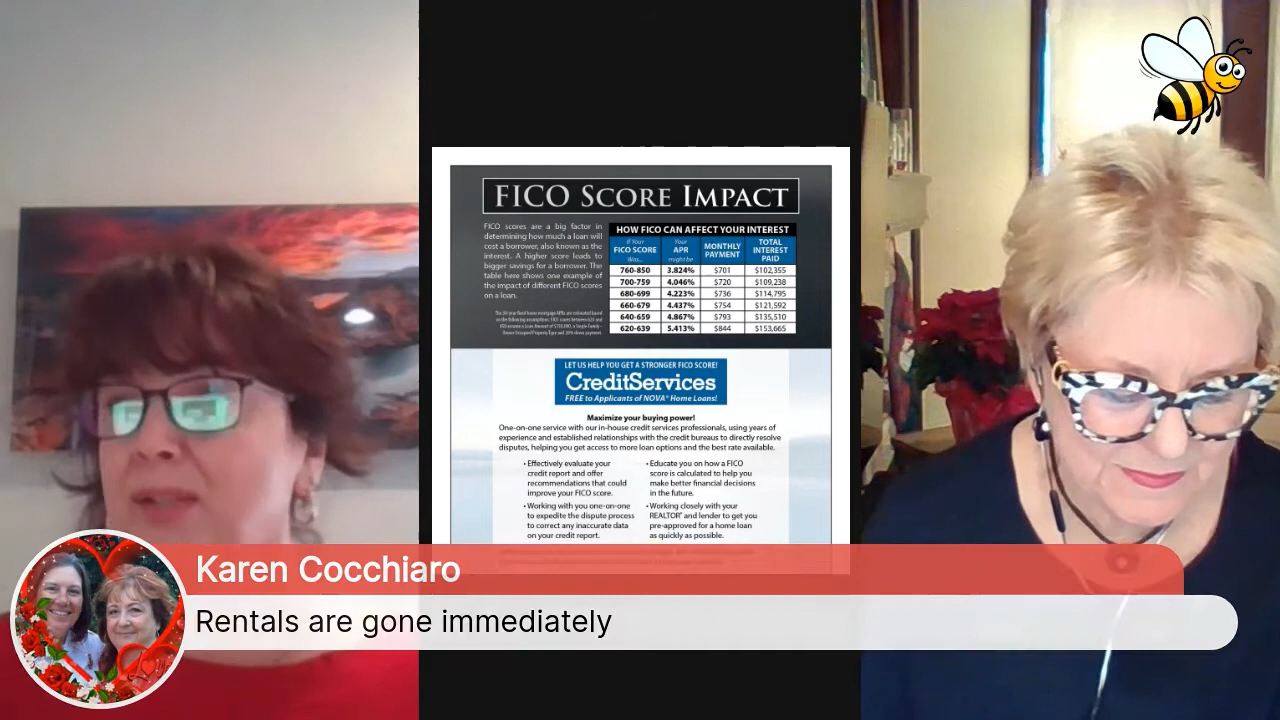 FICO SCORE IMPACT
FICO scores are a big factor in
determining how much a loan will
cost a borrower, also known as the
interest. A higher score leads to
bigger savings for a borrower. The
table here shows one example of
the impact of different FICO scores
on a loan.
HOW FICO CAN AFFECT YOUR INTEREST
If Your FICO SCORE Was... Your APR might be MONTHLY PAYMENT TOTAL INTEREST PAID
760-850 3.824% $701 $102,355
700-759 4.046% $720 $109,238
680-699 4.223% $736 $114,795
660-679 4.437% $754 $121,592
640-659 4.867% $793 $135,510
620-639 5.413% $844 $153,665
LET US HELP YOU GET A STRONGER FICO SCORE!
CreditServices
FREE to Applicants of NOVA® Home Loans!
Maximize your buying power!
One-on-one service with our in-house credit services professionals, using years of
experience and established relationships with the credit bureaus to directly resolve
disputes, helping you get access to more loan options and the best rate available.
• Effectively evaluate your
credit report and offer
recommendations that could
improve your FICO score.
• Working with you one-on-one
to expedite the dispute process
to correct any inaccurate data
on your credit report.
• Educate you on how a FICO
score is calculated to help you
make better financial decisions
in the future.
• Working closely with your
REALTOR® and lender to get you
pre-approved for a home loan
as quickly as possible.
Karen Cocchiaro
Rentals are gone immediately